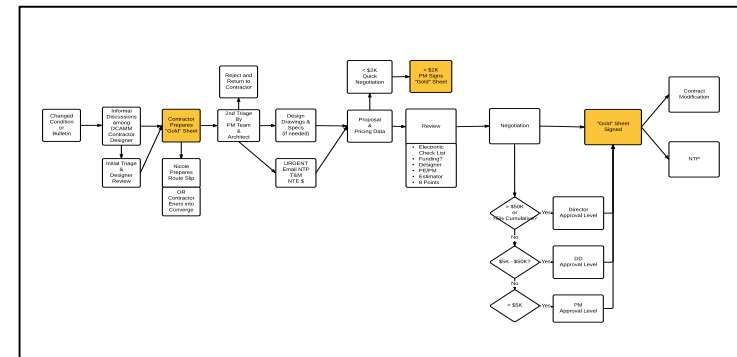 Changed
Condition
or
Bulletin
Informal
Discussions
among
DCAMM
Contractor
Designer
Initial Triage
&
Designer
Review
Contractor
Prepares
"Gold" Sheet
Nicole
Prepares
Route Slip
OR
Contractor
Eners into
Converge
Reject and
Return to
Contractor
2nd Triage
By
PM Team
&
Architect
Design
Drawings &
Specs
(if needed)
URGENT
Email NTP
T&M
NTE $
< $2K
Quick
Negotiation
PM Signs
"Gold" Sheet
Proposal
&
Pricing Data
Review
• Electronic
Check List
• Funding?
• Designer
• PE/PM
• Estimator
• 8 Points
Negotiation
> $50K
or
Cumulative?
Yes
Director
Approval Level
No
$5K - $50K?
Yes
DD
Approval Level
No
< $5K
Yes
PM
Approval Level
"Gold" Sheet
Signed
Contract
Modification
NTP